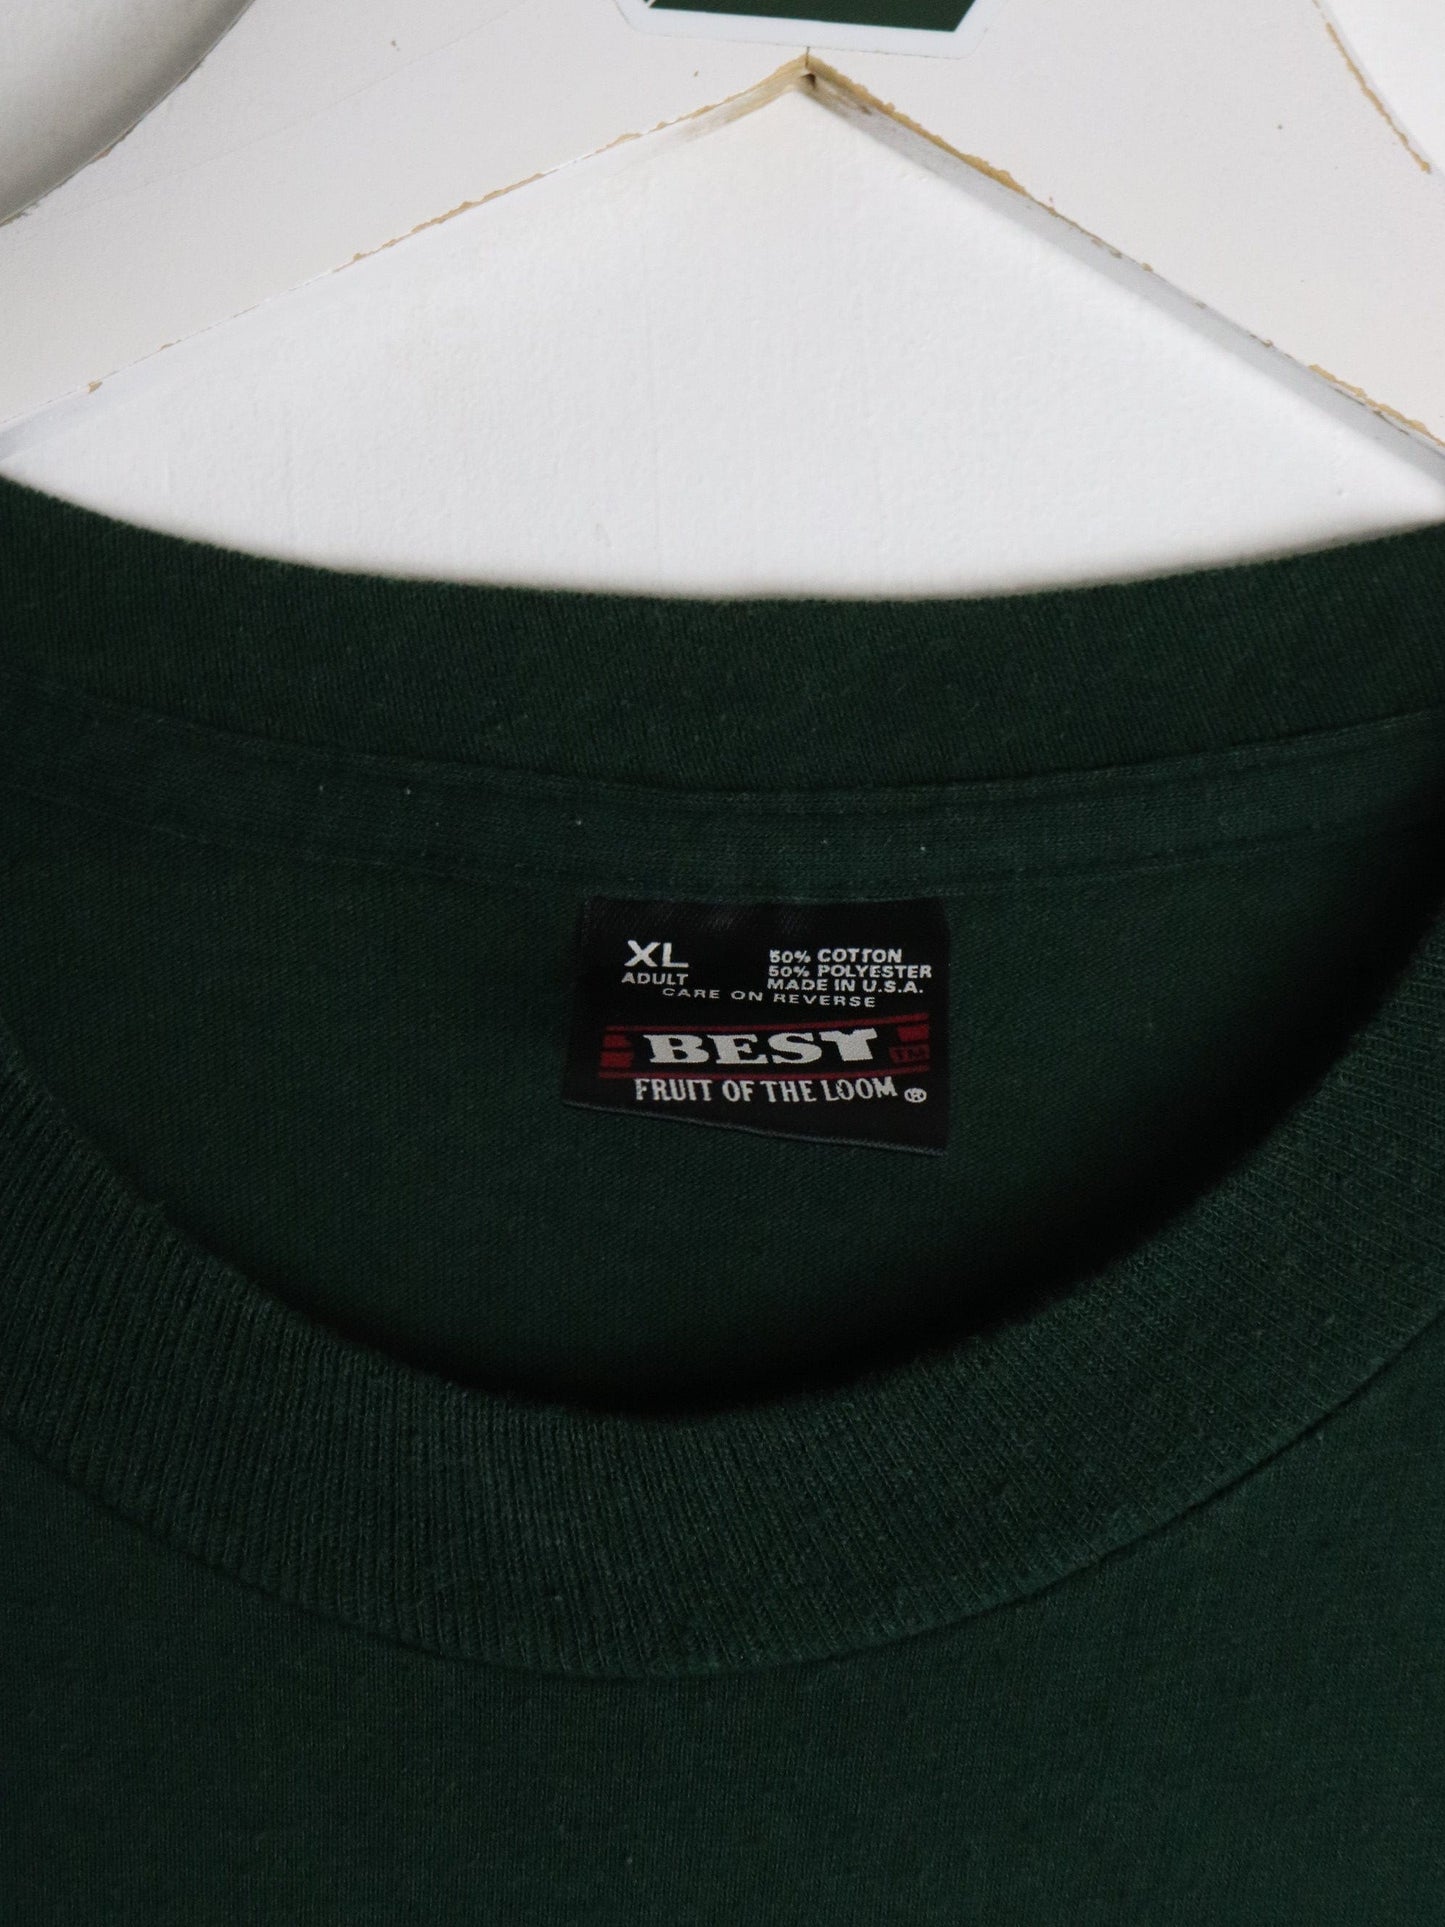 XL
ADULT
50% COTTON
50% POLYESTER
MADE IN U.S.A.
CARE ON REVERSE
BEST TM
FRUIT OF THE LOOM ®